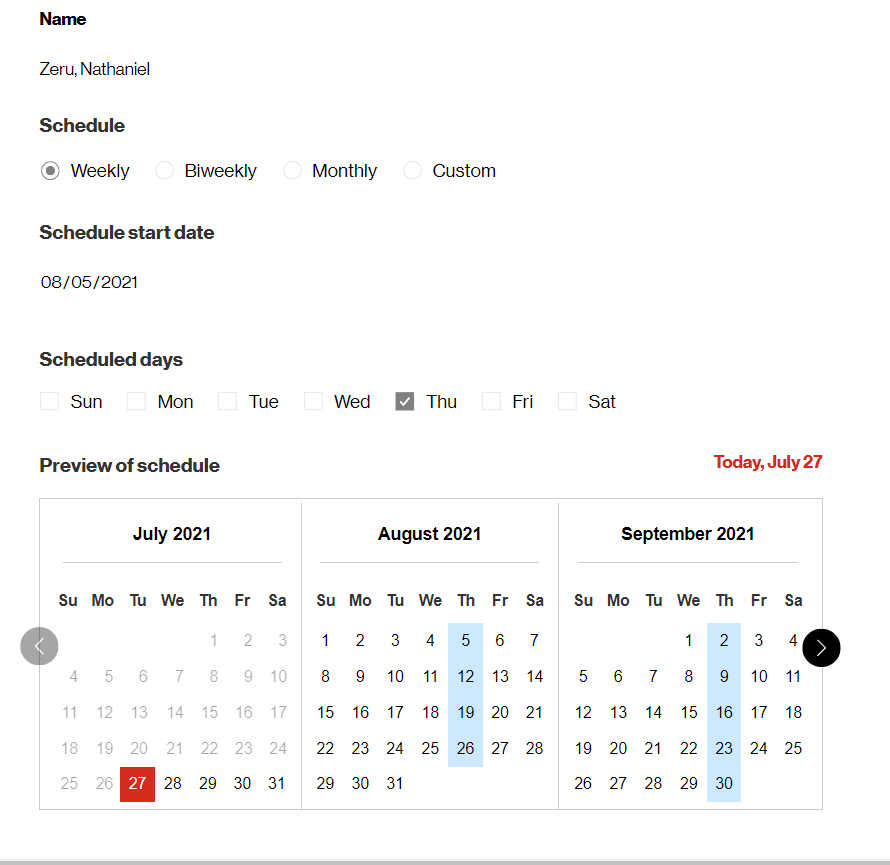 Name
Zeru, Nathaniel
Schedule
Weekly Biweekly Monthly Custom
Schedule start date
08/05/2021
Scheduled days
Sun Mon Tue Wed Thu Fri Sat
Preview of schedule
Today, July 27
July 2021
Su Mo Tu We Th Fr Sa
1 2 3
4 5 6 7 8 9 10
11 12 13 14 15 16 17
18 19 20 21 22 23 24
25 26 27 28 29 30 31
August 2021
Su Mo Tu We Th Fr Sa
1 2 3 4 5 6 7
8 9 10 11 12 13 14
15 16 17 18 19 20 21
22 23 24 25 26 27 28
29 30 31
September 2021
Su Mo Tu We Th Fr Sa
1 2 3 4
5 6 7 8 9 10 11
12 13 14 15 16 17 18
19 20 21 22 23 24 25
26 27 28 29 30